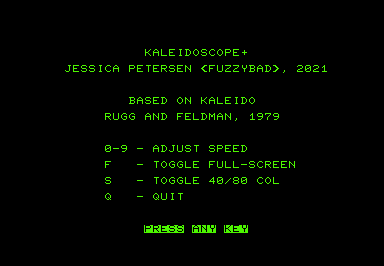 KALEIDOSCOPE+
JESSICA PETERSEN <FUZZYBAD>, 2021
BASED ON KALEIDO
RUGG AND FELDMAN, 1979
0-9 - ADJUST SPEED
F   - TOGGLE FULL-SCREEN
S   - TOGGLE 40/80 COL
Q   - QUIT
PRESS ANY KEY